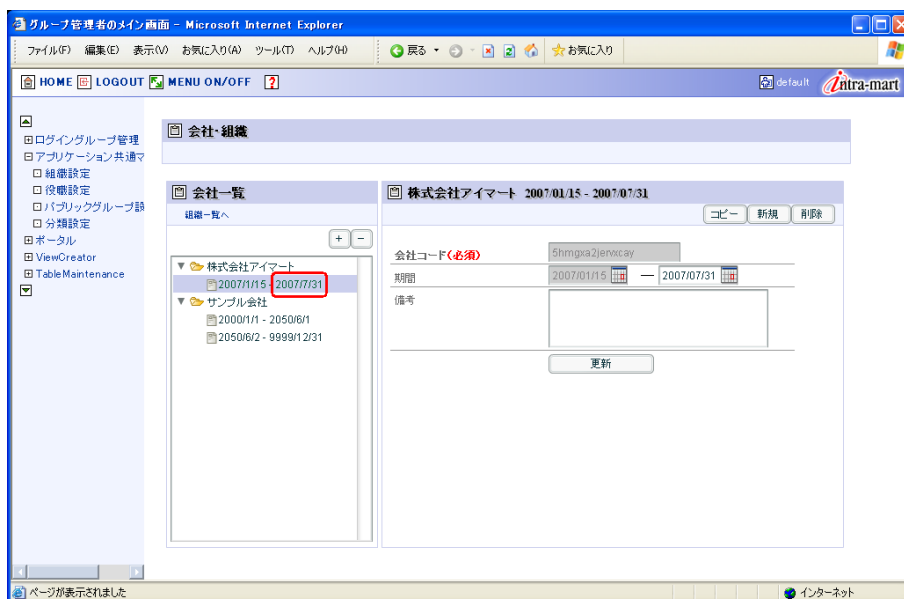 グループ管理者のメイン画面 - Microsoft Internet Explorer
ファイル(F) 編集(E) 表示(V) お気に入り(A) ツール(T) ヘルプ(H) 戻る お気に入り
HOME LOGOUT MENU ON/OFF ? default intra-mart
ログイングループ管理
アプリケーション共通マ
組織設定
役職設定
パブリックグループ設
分類設定
ポータル
ViewCreator
TableMaintenance
会社・組織
会社一覧
組織一覧へ
+ -
株式会社アイマート
2007/1/15 - 2007/7/31
サンプル会社
2000/1/1 - 2050/6/1
2050/6/2 - 9999/12/31
株式会社アイマート 2007/01/15 - 2007/07/31
コピー 新規 削除
会社コード(必須) 5hmgxa2jervxcay
期間 2007/01/15 — 2007/07/31
備考
更新
ページが表示されました インターネット